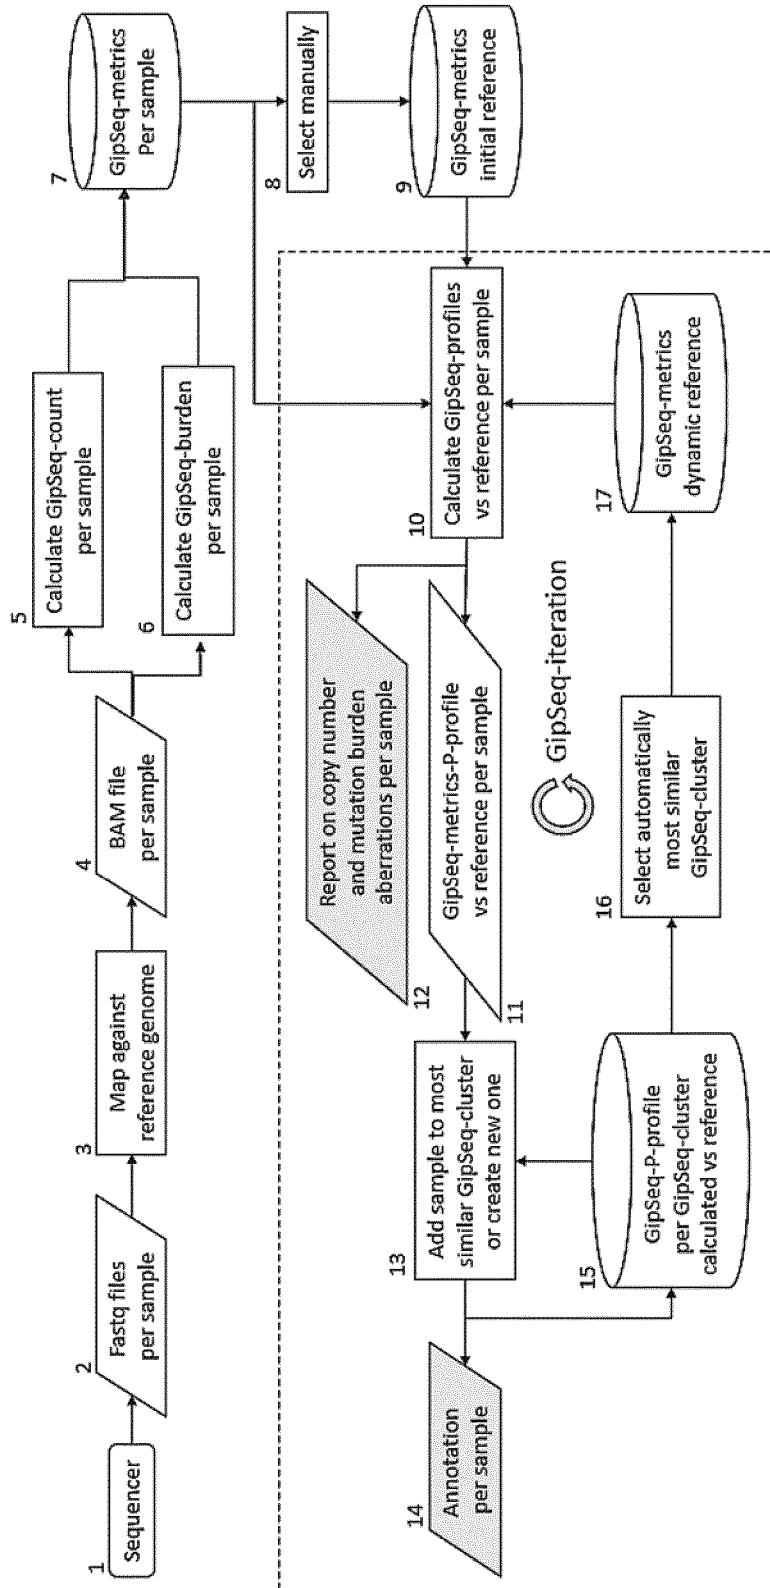 1
Sequencer
2
Fastq files
per sample
3
Map against
reference genome
4
BAM file
per sample
5
Calculate GipSeq-count
per sample
6
Calculate GipSeq-burden
per sample
7
GipSeq-metrics
Per sample
8
Select manually
9
GipSeq-metrics
initial reference
10
Calculate GipSeq-profiles
vs reference per sample
11
GipSeq-metrics-P-profile
vs reference per sample
12
Report on copy number
and mutation burden
aberrations per sample
13
Add sample to most
similar GipSeq-cluster
or create new one
14
Annotation
per sample
15
GipSeq-P-profile
per GipSeq-cluster
calculated vs reference
16
Select automatically
most similar
GipSeq-cluster
17
GipSeq-metrics
dynamic reference
GipSeq-iteration